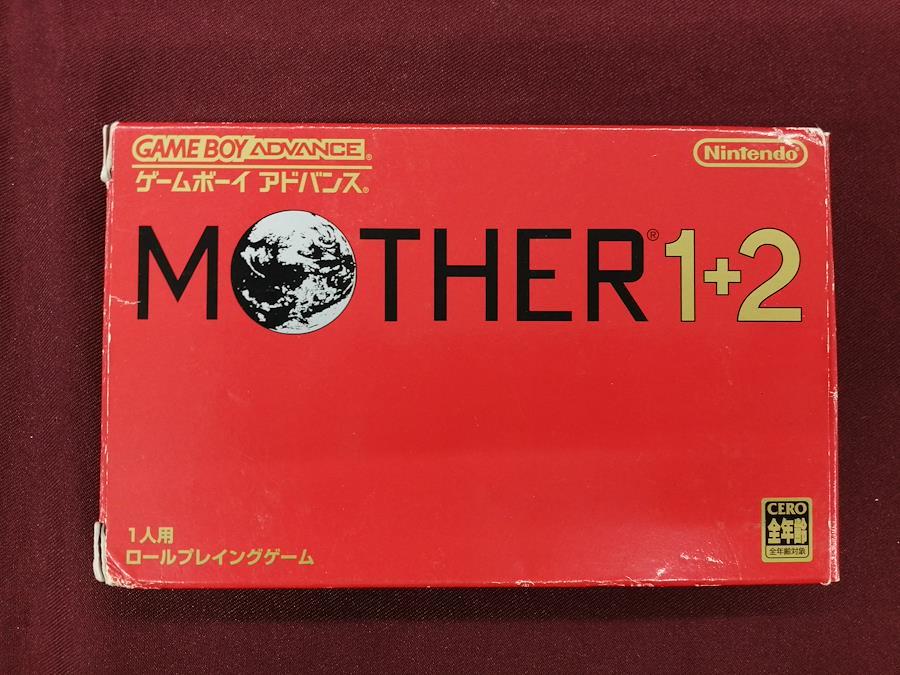 GAME BOY ADVANCE®
Nintendo®
ゲームボーイ アドバンス®
MOTHER® 1+2
1人用
ロールプレイングゲーム
CERO
全年齢
全年齢対象